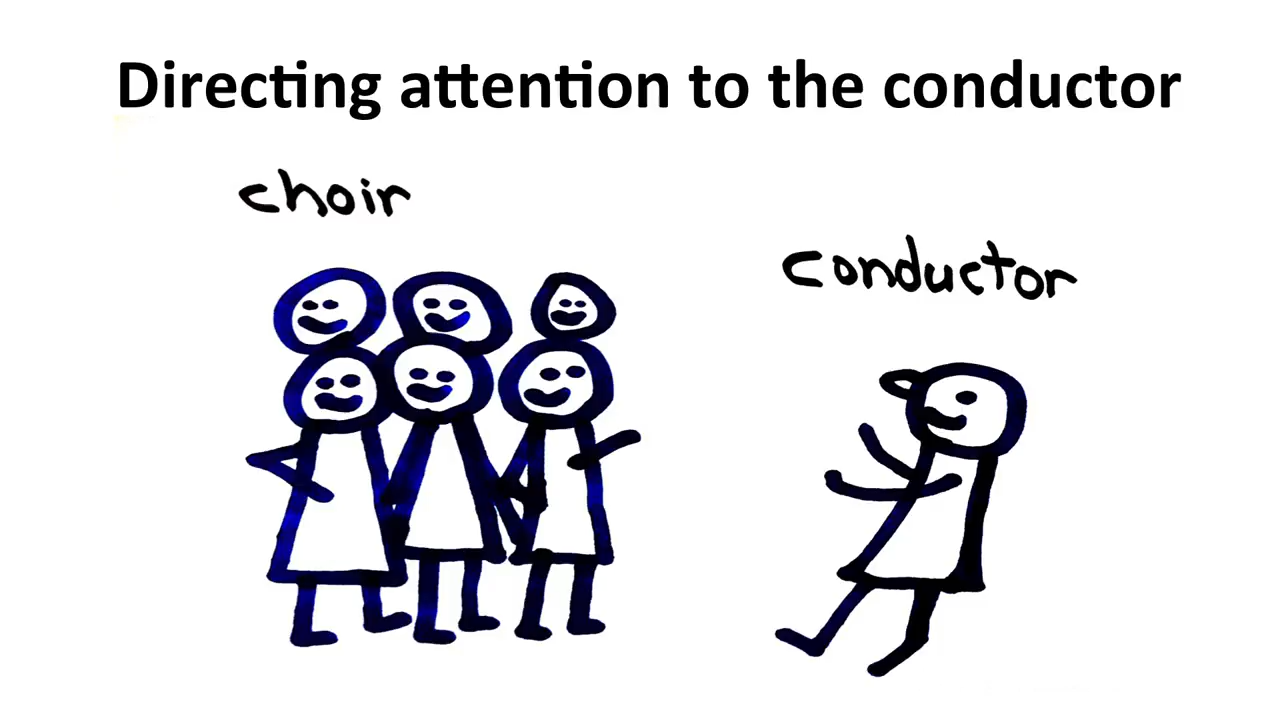 Directing attention to the conductor
choir
conductor